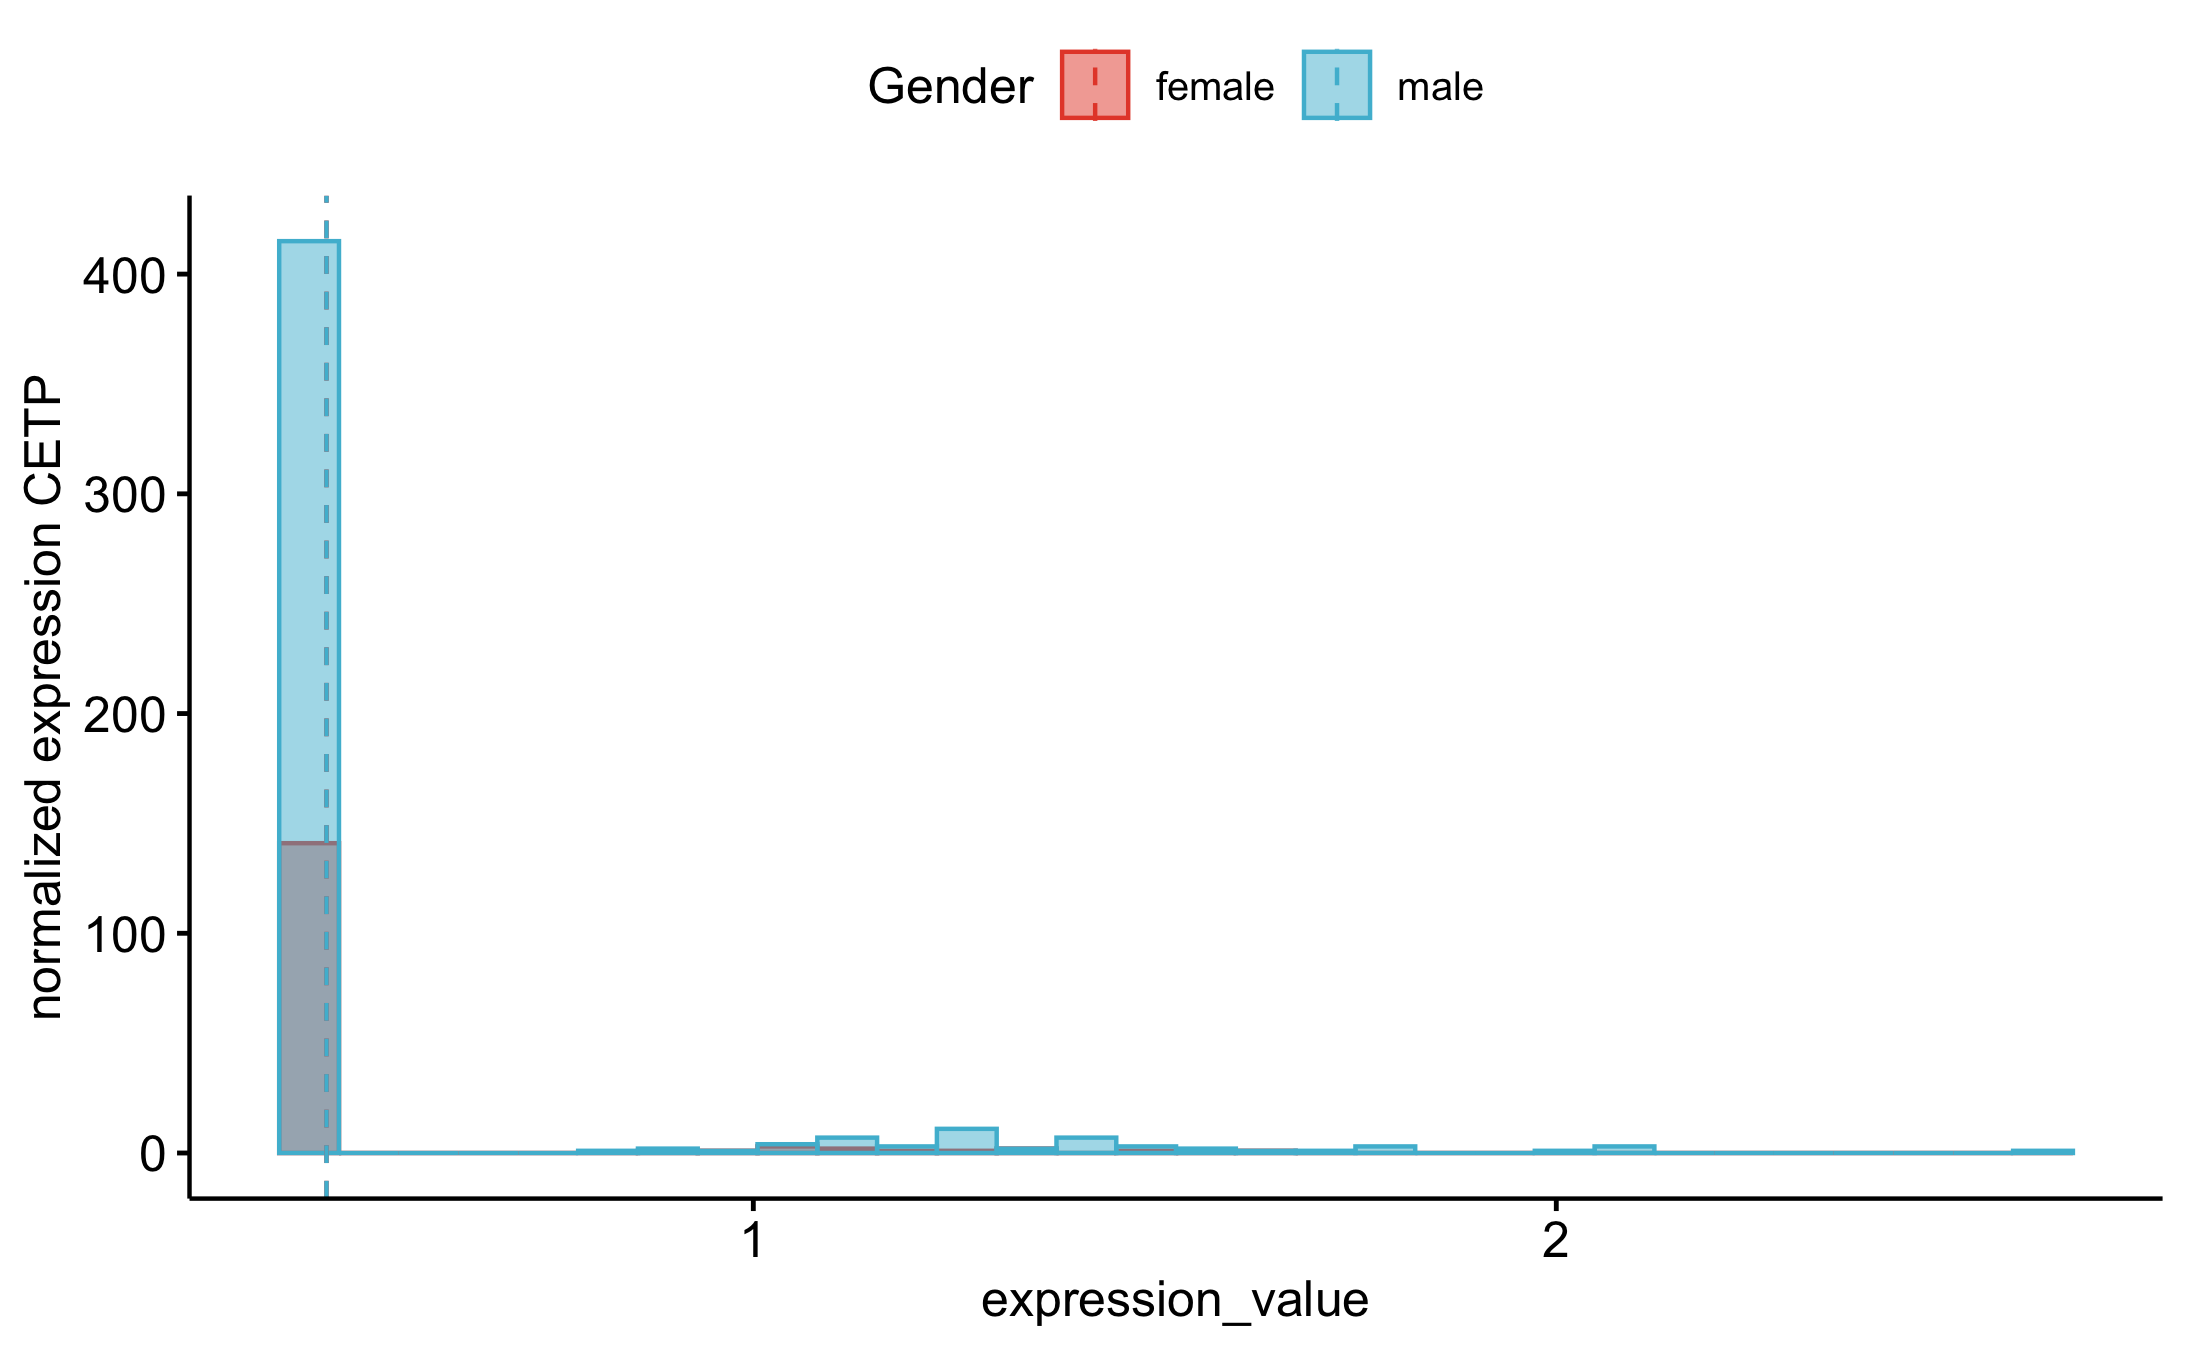 Gender female male
normalized expression CETP
400
300
200
100
0
1 2
expression_value